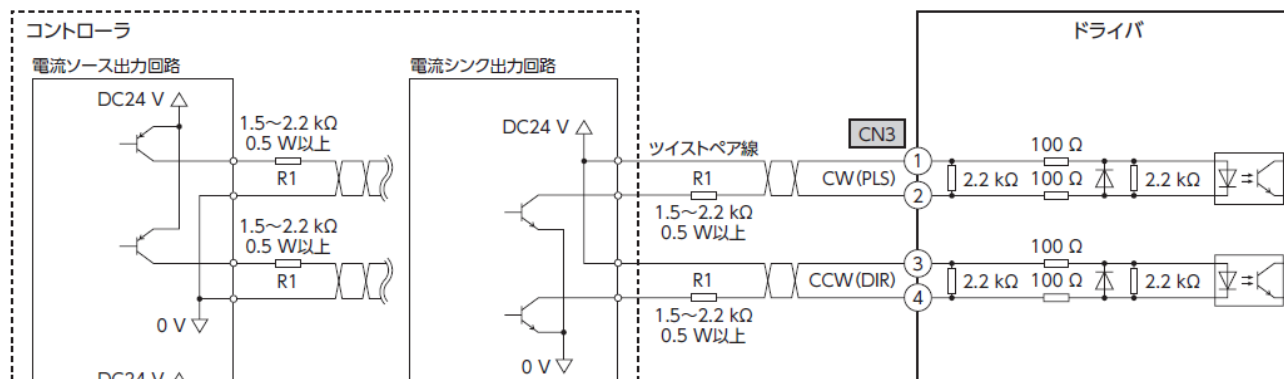 コントローラ
電流ソース出力回路
DC24 V
1.5～2.2 kΩ
0.5 W以上
R1
1.5～2.2 kΩ
0.5 W以上
R1
0 V
DC24 V
電流シンク出力回路
DC24 V
0 V
ツイストペア線
R1
1.5～2.2 kΩ
0.5 W以上
R1
1.5～2.2 kΩ
0.5 W以上
CW(PLS)
CCW(DIR)
CN3
ドライバ
1
2
3
4
2.2 kΩ
100 Ω
100 Ω
2.2 kΩ
2.2 kΩ
100 Ω
100 Ω
2.2 kΩ